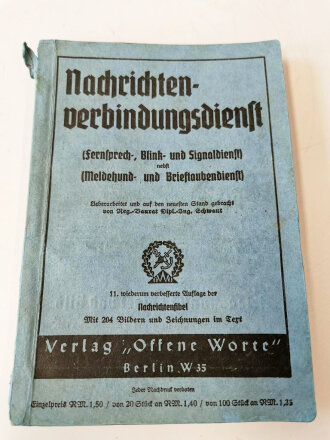 Nachrichten-
verbindungsdienst
(Fernsprech-, Blink- und Signaldienst)
nebst
(Meldehund- und Brieftaubendienst)
Ueberarbeitet und auf den neuesten Stand gebracht
von Reg.-Baurat Dipl.-Ing. Schwant
11. wiederum verbesserte Auflage der
Nachrichtenfibel
Mit 204 Bildern und Zeichnungen im Text
Verlag „Offene Worte“
Berlin W 35
Jeder Nachdruck verboten
Einzelpreis RM. 1,50 / von 20 Stück an RM. 1,40 / von 100 Stück an RM. 1,25